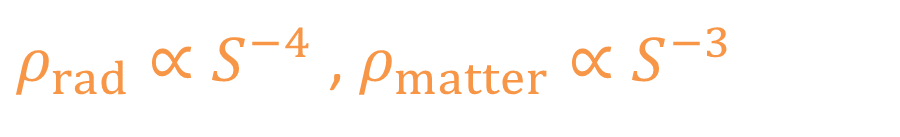 ρ_rad ∝ S⁻⁴ , ρ_matter ∝ S⁻³